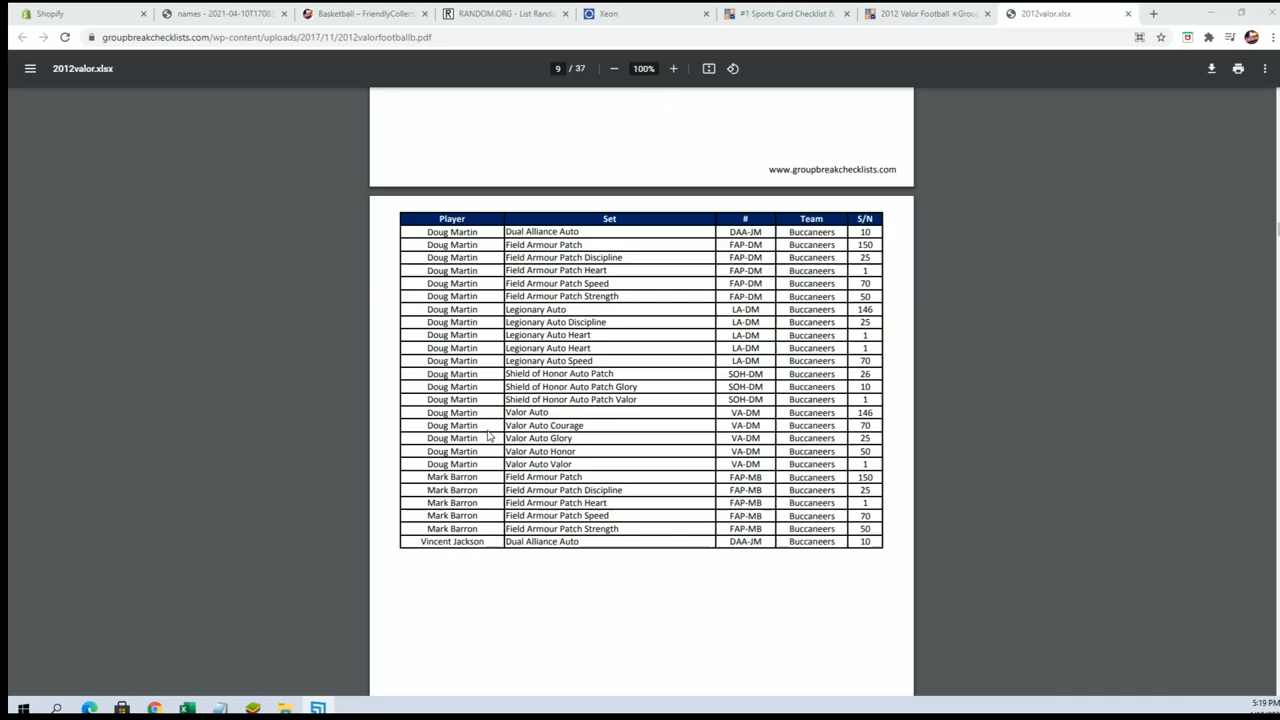 Shopify
names - 2021-04-10T17082
Basketball – FriendlyCollect
RANDOM.ORG - List Rando
Xeon
#1 Sports Card Checklist &
2012 Valor Football ★Grou
2012valor.xlsx
groupbreakchecklists.com/wp-content/uploads/2017/11/2012valorfootballb.pdf
2012valor.xlsx
9 / 37
100%
www.groupbreakchecklists.com
Player Set # Team S/N
Doug Martin Dual Alliance Auto DAA-JM Buccaneers 10
Doug Martin Field Armour Patch FAP-DM Buccaneers 150
Doug Martin Field Armour Patch Discipline FAP-DM Buccaneers 25
Doug Martin Field Armour Patch Heart FAP-DM Buccaneers 1
Doug Martin Field Armour Patch Speed FAP-DM Buccaneers 70
Doug Martin Field Armour Patch Strength FAP-DM Buccaneers 50
Doug Martin Legionary Auto LA-DM Buccaneers 146
Doug Martin Legionary Auto Discipline LA-DM Buccaneers 25
Doug Martin Legionary Auto Heart LA-DM Buccaneers 1
Doug Martin Legionary Auto Heart LA-DM Buccaneers 1
Doug Martin Legionary Auto Speed LA-DM Buccaneers 70
Doug Martin Shield of Honor Auto Patch SOH-DM Buccaneers 26
Doug Martin Shield of Honor Auto Patch Glory SOH-DM Buccaneers 10
Doug Martin Shield of Honor Auto Patch Valor SOH-DM Buccaneers 1
Doug Martin Valor Auto VA-DM Buccaneers 146
Doug Martin Valor Auto Courage VA-DM Buccaneers 70
Doug Martin Valor Auto Glory VA-DM Buccaneers 25
Doug Martin Valor Auto Honor VA-DM Buccaneers 50
Doug Martin Valor Auto Valor VA-DM Buccaneers 1
Mark Barron Field Armour Patch FAP-MB Buccaneers 150
Mark Barron Field Armour Patch Discipline FAP-MB Buccaneers 25
Mark Barron Field Armour Patch Heart FAP-MB Buccaneers 1
Mark Barron Field Armour Patch Speed FAP-MB Buccaneers 70
Mark Barron Field Armour Patch Strength FAP-MB Buccaneers 50
Vincent Jackson Dual Alliance Auto DAA-JM Buccaneers 10
5:19 PM